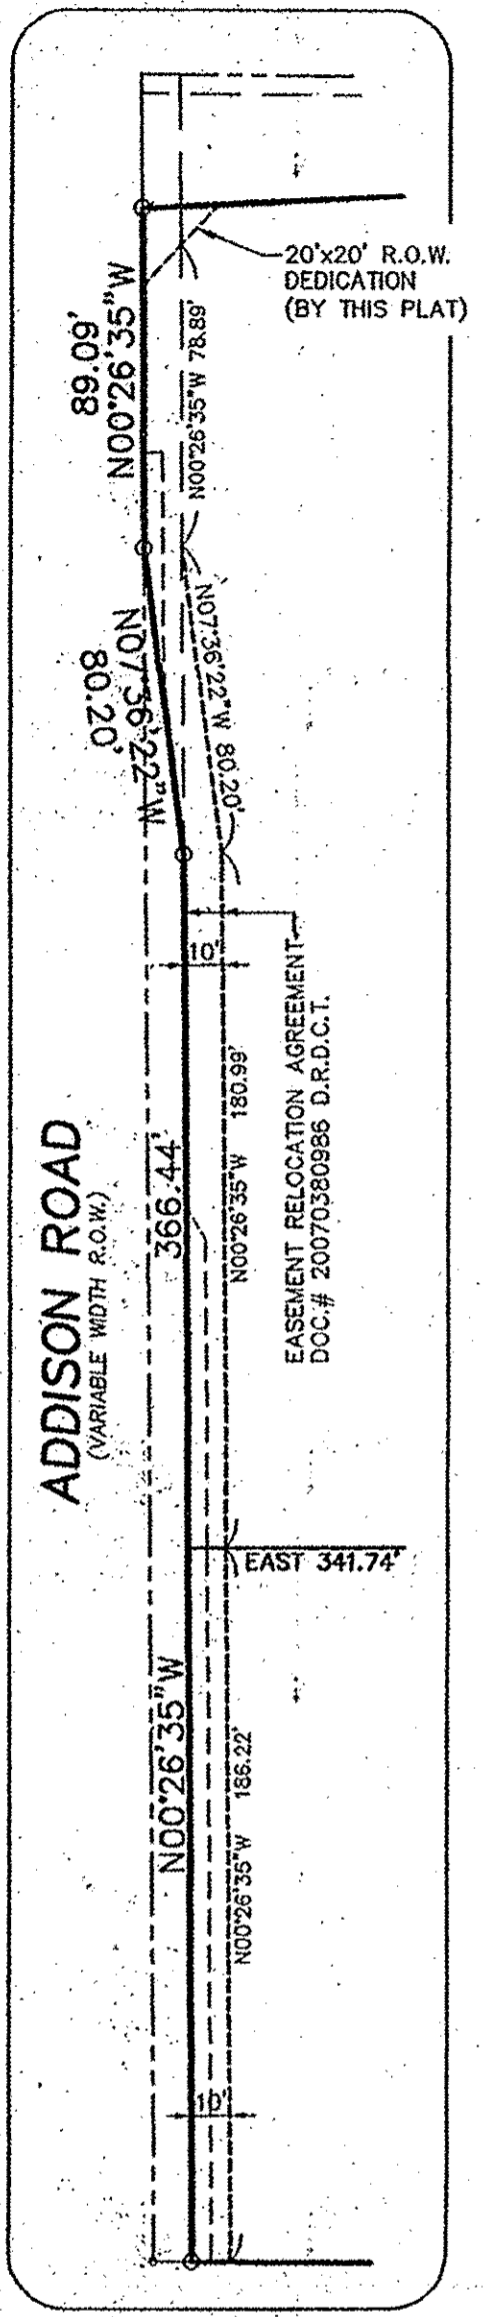 20'x20' R.O.W.
DEDICATION
(BY THIS PLAT)
89.09'
N00°26'35"W
N00°26'35"W 78.89'
N07°36'22"W
80.20'
N07°36'22"W 80.20'
10'
EASEMENT RELOCATION AGREEMENT
DOC.# 20070380986 D.R.D.C.T.
N00°26'35"W 180.99'
366.44'
ADDISON ROAD
(VARIABLE WIDTH R.O.W.)
EAST 341.74'
N00°26'35"W
N00°26'35"W 186.22'
10'